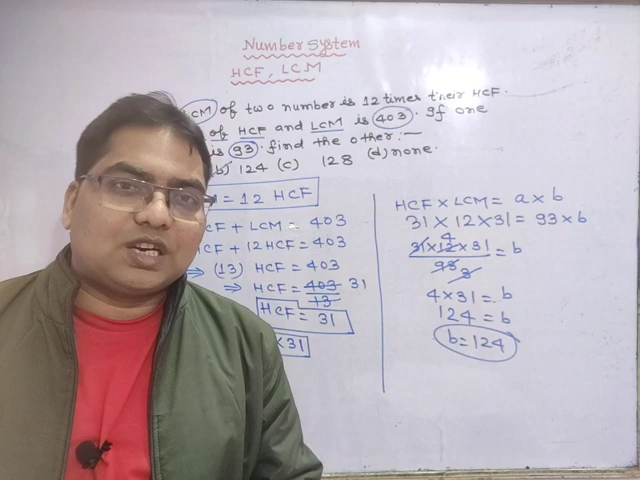 Number System
HCF, LCM
LCM of two number is 12 times their HCF.
of HCF and LCM is 403. If one
is 93. find the other:-
(b) 124 (c) 128 (d) none.
= 12 HCF
HCF + LCM = 403
HCF + 12HCF = 403
⇒ (13) HCF = 403
⇒ HCF = 403 31
13
HCF = 31
×31
HCF × LCM = a × b
31 × 12 × 31 = 93 × b
4
31×12×31 = b
93
3
4×31 = b
124 = b
b = 124